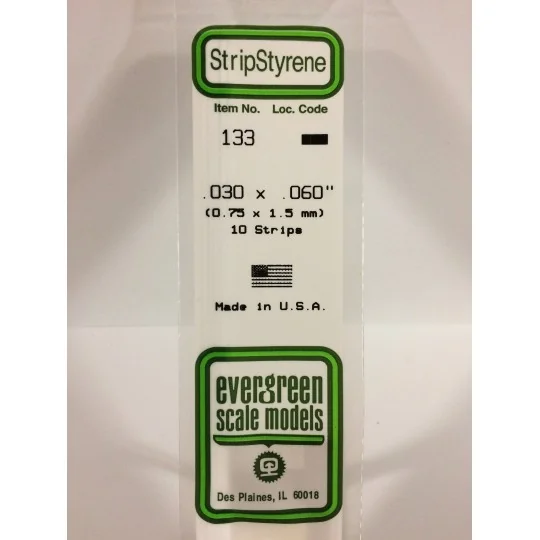 StripStyrene
Item No. Loc. Code
133
.030 x .060"
(0.75 x 1.5 mm)
10 Strips
Made in U.S.A.
evergreen
scale models
Des Plaines, IL 60018